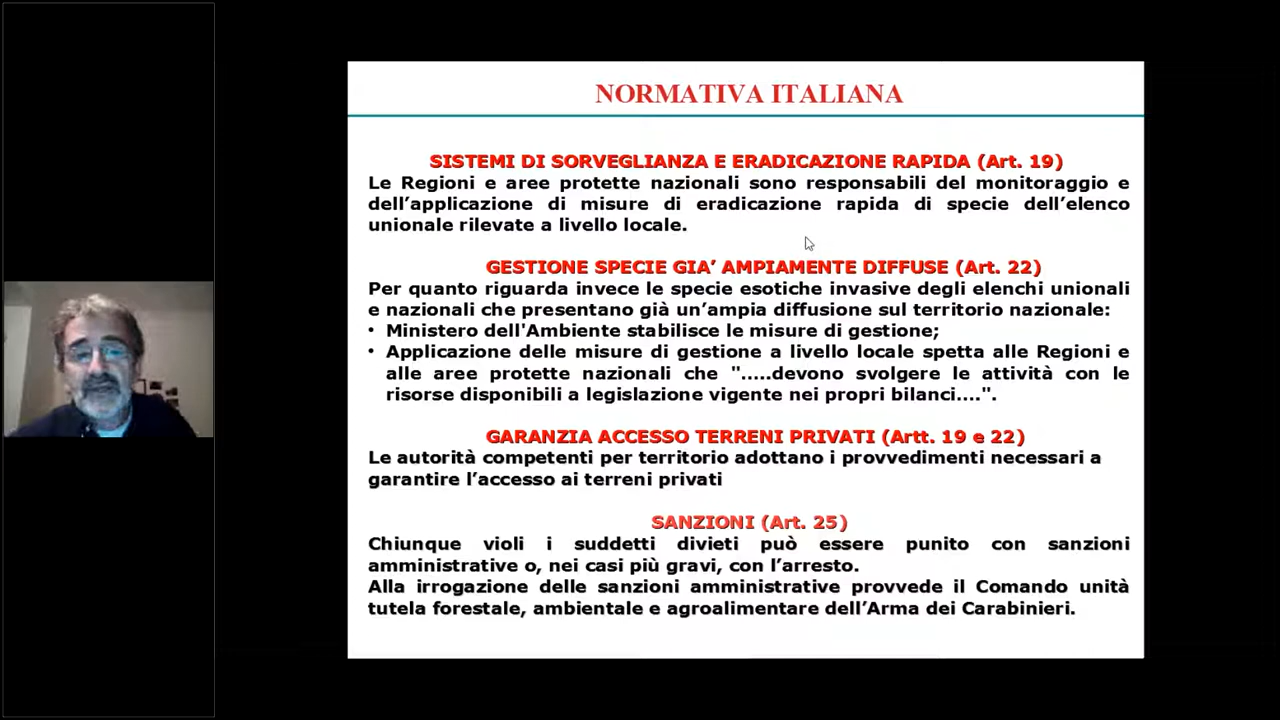 NORMATIVA ITALIANA
SISTEMI DI SORVEGLIANZA E ERADICAZIONE RAPIDA (Art. 19)
Le Regioni e aree protette nazionali sono responsabili del monitoraggio e
dell’applicazione di misure di eradicazione rapida di specie dell’elenco
unionale rilevate a livello locale.
GESTIONE SPECIE GIA’ AMPIAMENTE DIFFUSE (Art. 22)
Per quanto riguarda invece le specie esotiche invasive degli elenchi unionali
e nazionali che presentano già un’ampia diffusione sul territorio nazionale:
• Ministero dell'Ambiente stabilisce le misure di gestione;
• Applicazione delle misure di gestione a livello locale spetta alle Regioni e
alle aree protette nazionali che ".....devono svolgere le attività con le
risorse disponibili a legislazione vigente nei propri bilanci....".
GARANZIA ACCESSO TERRENI PRIVATI (Artt. 19 e 22)
Le autorità competenti per territorio adottano i provvedimenti necessari a
garantire l’accesso ai terreni privati
SANZIONI (Art. 25)
Chiunque violi i suddetti divieti può essere punito con sanzioni
amministrative o, nei casi più gravi, con l’arresto.
Alla irrogazione delle sanzioni amministrative provvede il Comando unità
tutela forestale, ambientale e agroalimentare dell’Arma dei Carabinieri.